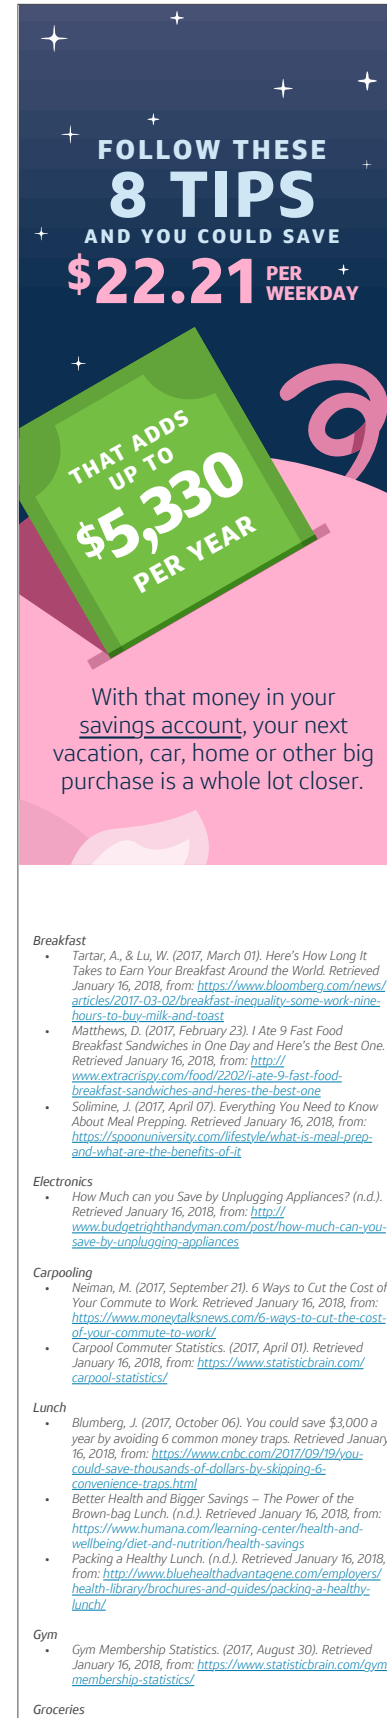 FOLLOW THESE
8 TIPS
AND YOU COULD SAVE
$22.21 PER
WEEKDAY
THAT ADDS
UP TO
$5,330
PER YEAR
With that money in your
savings account, your next
vacation, car, home or other big
purchase is a whole lot closer.
Breakfast
• Tartar, A., & Lu, W. (2017, March 01). Here's How Long It
Takes to Earn Your Breakfast Around the World. Retrieved
January 16, 2018, from: https://www.bloomberg.com/news/
articles/2017-03-02/breakfast-inequality-some-work-nine-
hours-to-buy-milk-and-toast
• Matthews, D. (2017, February 23). I Ate 9 Fast Food
Breakfast Sandwiches in One Day and Here's the Best One.
Retrieved January 16, 2018, from: http://
www.extracrispy.com/food/2202/i-ate-9-fast-food-
breakfast-sandwiches-and-heres-the-best-one
• Solimine, J. (2017, April 07). Everything You Need to Know
About Meal Prepping. Retrieved January 16, 2018, from:
https://spoonuniversity.com/lifestyle/what-is-meal-prep-
and-what-are-the-benefits-of-it
Electronics
• How Much can you Save by Unplugging Appliances? (n.d.).
Retrieved January 16, 2018, from: http://
www.budgetrighthandyman.com/post/how-much-can-you-
save-by-unplugging-appliances
Carpooling
• Neiman, M. (2017, September 21). 6 Ways to Cut the Cost of
Your Commute to Work. Retrieved January 16, 2018, from:
https://www.moneytalksnews.com/6-ways-to-cut-the-cost-
of-your-commute-to-work/
• Carpool Commuter Statistics. (2017, April 01). Retrieved
January 16, 2018, from: https://www.statisticbrain.com/
carpool-statistics/
Lunch
• Blumberg, J. (2017, October 06). You could save $3,000 a
year by avoiding 6 common money traps. Retrieved January
16, 2018, from: https://www.cnbc.com/2017/09/19/you-
could-save-thousands-of-dollars-by-skipping-6-
convenience-traps.html
• Better Health and Bigger Savings – The Power of the
Brown-bag Lunch. (n.d.). Retrieved January 16, 2018, from:
https://www.humana.com/learning-center/health-and-
wellbeing/diet-and-nutrition/health-savings
• Packing a Healthy Lunch. (n.d.). Retrieved January 16, 2018,
from: http://www.bluehealthadvantagene.com/employers/
health-library/brochures-and-guides/packing-a-healthy-
lunch/
Gym
• Gym Membership Statistics. (2017, August 30). Retrieved
January 16, 2018, from: https://www.statisticbrain.com/gym
membership-statistics/
Groceries